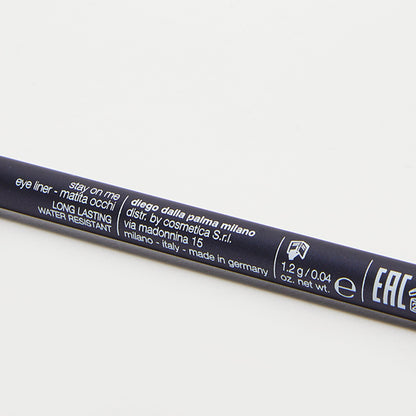 stay on me
eye liner - matita occhi
LONG LASTING
WATER RESISTANT
diego dalla palma milano
distr. by cosmetica S.r.l.
via madonnina 15
milano - italy - made in germany
1.2 g / 0.04
oz. net wt. e
EAC